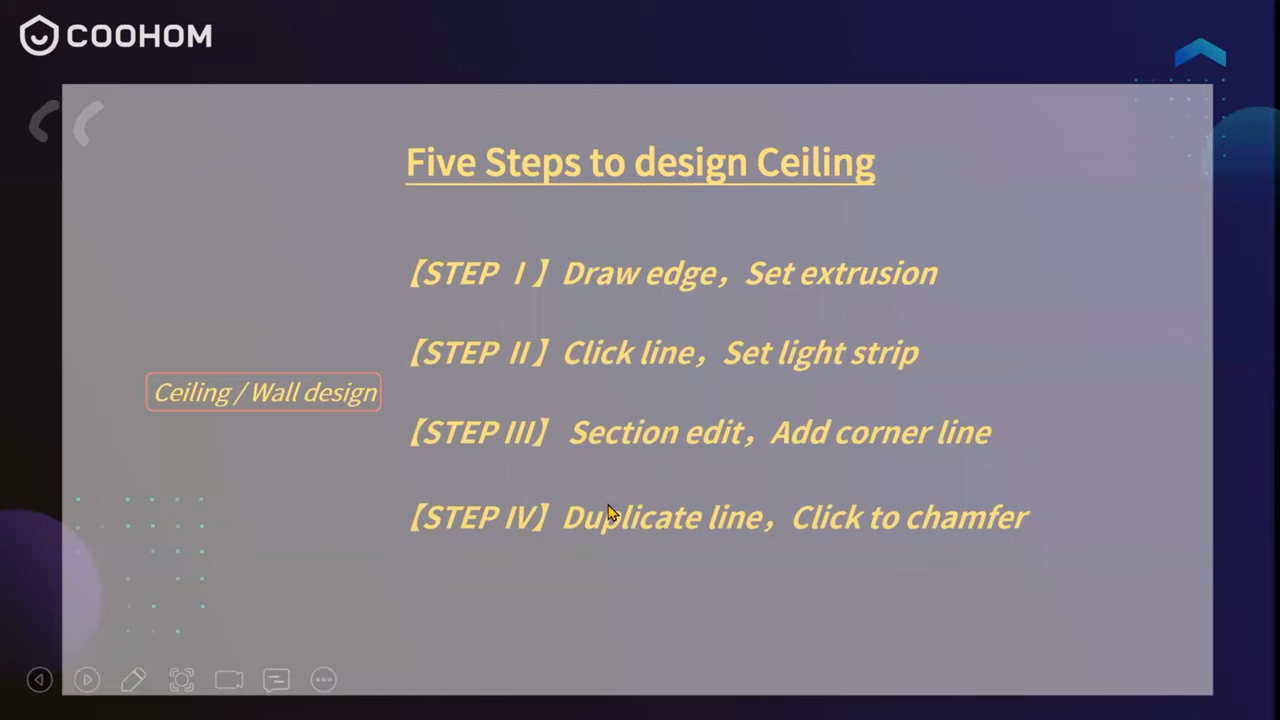 COOHOM
Five Steps to design Ceiling
【STEP Ⅰ】Draw edge，Set extrusion
【STEP Ⅱ】Click line，Set light strip
Ceiling / Wall design
【STEP Ⅲ】 Section edit，Add corner line
【STEP Ⅳ】Duplicate line，Click to chamfer